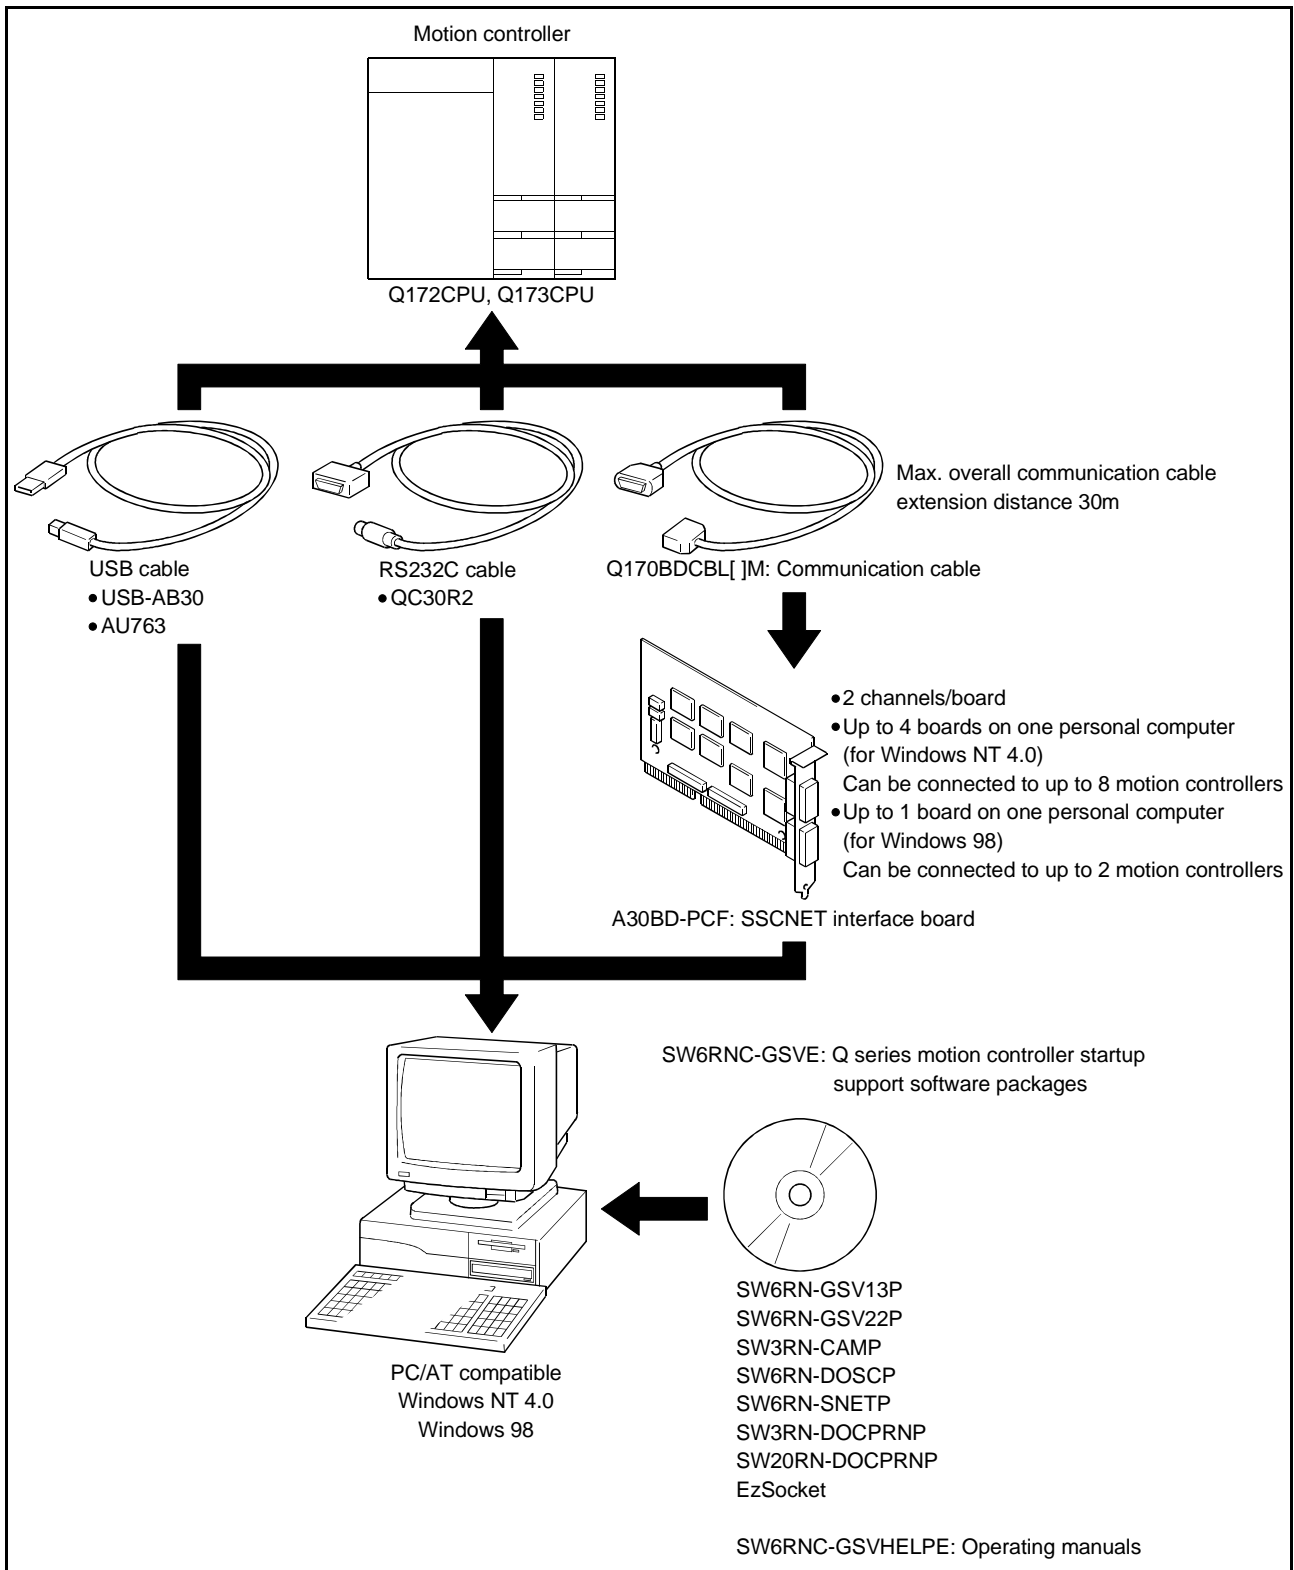 Motion controller
Q172CPU, Q173CPU
Max. overall communication cable
extension distance 30m
USB cable
•USB-AB30
•AU763
RS232C cable
•QC30R2
Q170BDCBL[ ]M: Communication cable
•2 channels/board
•Up to 4 boards on one personal computer
(for Windows NT 4.0)
Can be connected to up to 8 motion controllers
•Up to 1 board on one personal computer
(for Windows 98)
Can be connected to up to 2 motion controllers
A30BD-PCF: SSCNET interface board
SW6RNC-GSVE: Q series motion controller startup
support software packages
PC/AT compatible
Windows NT 4.0
Windows 98
SW6RN-GSV13P
SW6RN-GSV22P
SW3RN-CAMP
SW6RN-DOSCP
SW6RN-SNETP
SW3RN-DOCPRNP
SW20RN-DOCPRNP
EzSocket
SW6RNC-GSVHELPE: Operating manuals